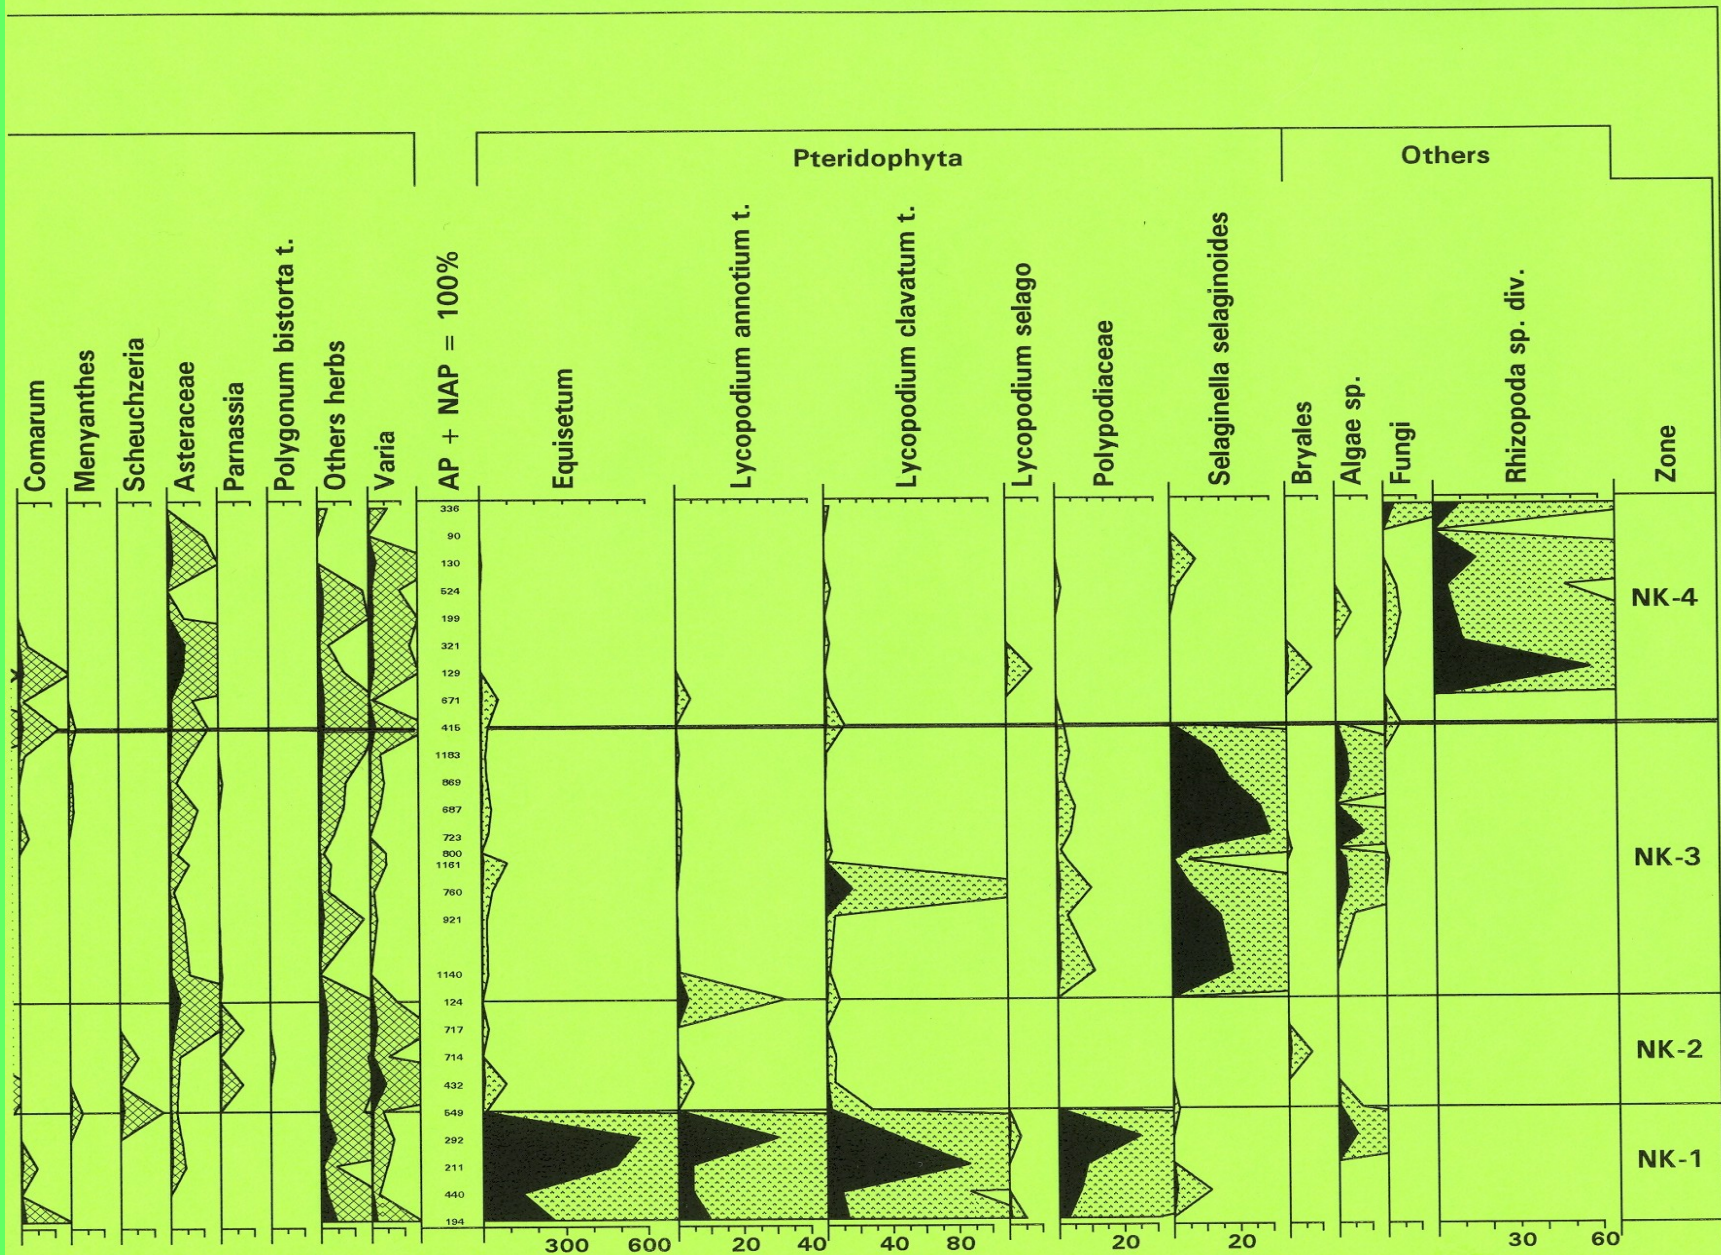 Pteridophyta
Others
Comarum
Menyanthes
Scheuchzeria
Asteraceae
Parnassia
Polygonum bistorta t.
Others herbs
Varia
AP + NAP = 100%
Equisetum
Lycopodium annotium t.
Lycopodium clavatum t.
Lycopodium selago
Polypodiaceae
Selaginella selaginoides
Bryales
Algae sp.
Fungi
Rhizopoda sp. div.
Zone
336
90
130
524
199
321
129
671
415
1183
869
687
723
800
1161
760
921
1140
124
717
714
432
549
292
211
440
194
NK-4
NK-3
NK-2
NK-1
300 600 20 40 40 80 20 20 30 60